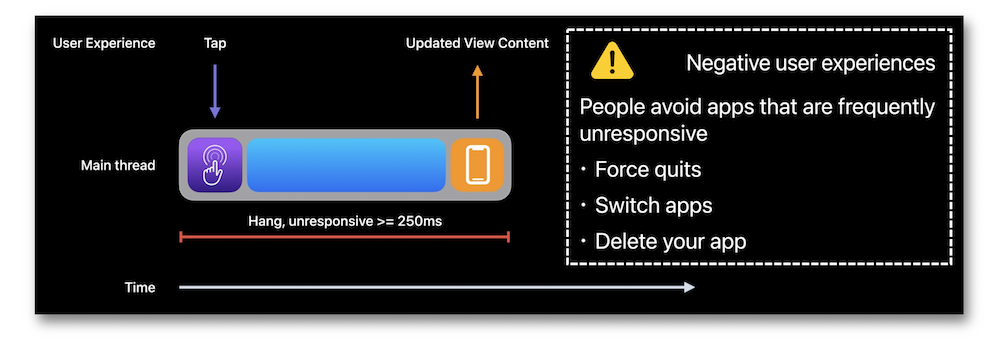 User Experience
Tap
Updated View Content
Main thread
Hang, unresponsive >= 250ms
Time
Negative user experiences
People avoid apps that are frequently
unresponsive
· Force quits
· Switch apps
· Delete your app